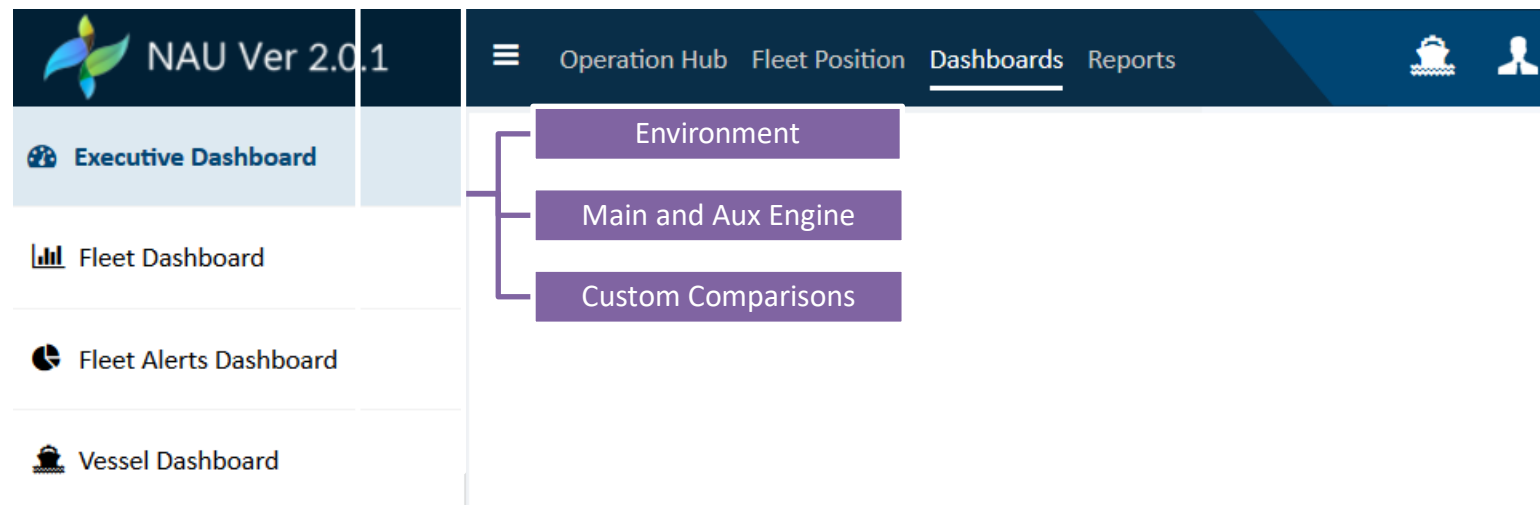 NAU Ver 2.0.1
Operation Hub Fleet Position Dashboards Reports
Executive Dashboard
Fleet Dashboard
Fleet Alerts Dashboard
Vessel Dashboard
Environment
Main and Aux Engine
Custom Comparisons